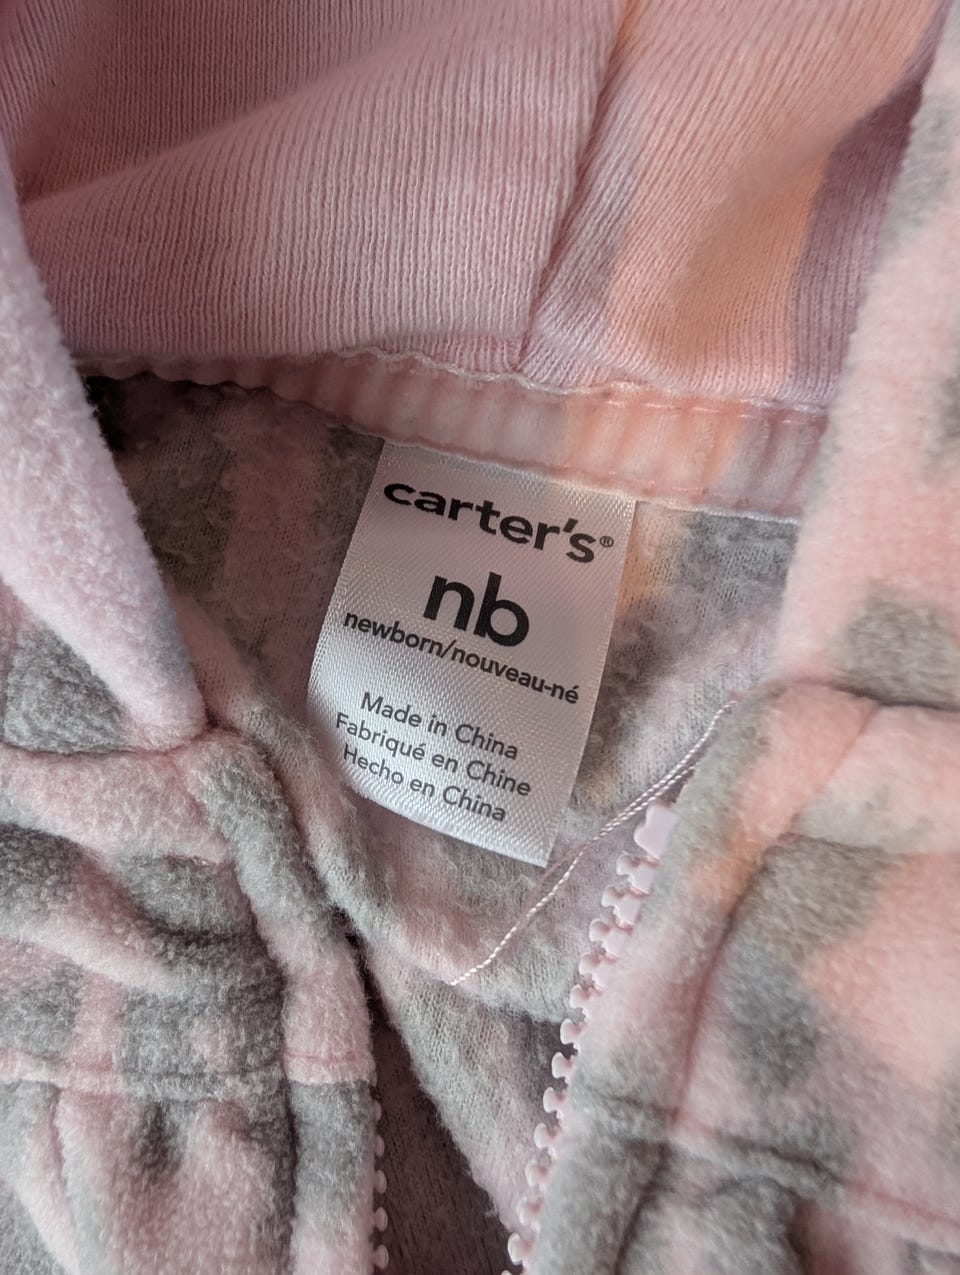 carter's®
nb
newborn/nouveau-né
Made in China
Fabriqué en Chine
Hecho en China